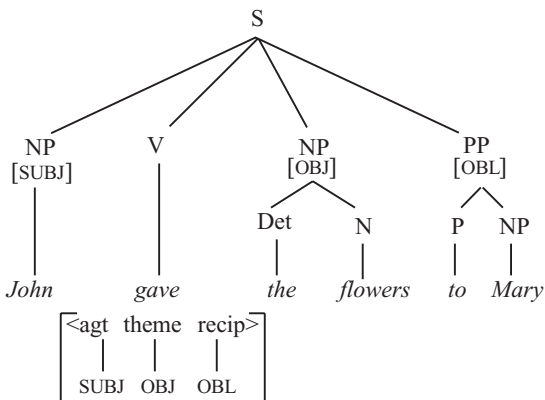 S
NP V NP PP
[SUBJ] [OBJ] [OBL]
Det N P NP
John gave the flowers to Mary
<agt theme recip>
SUBJ OBJ OBL